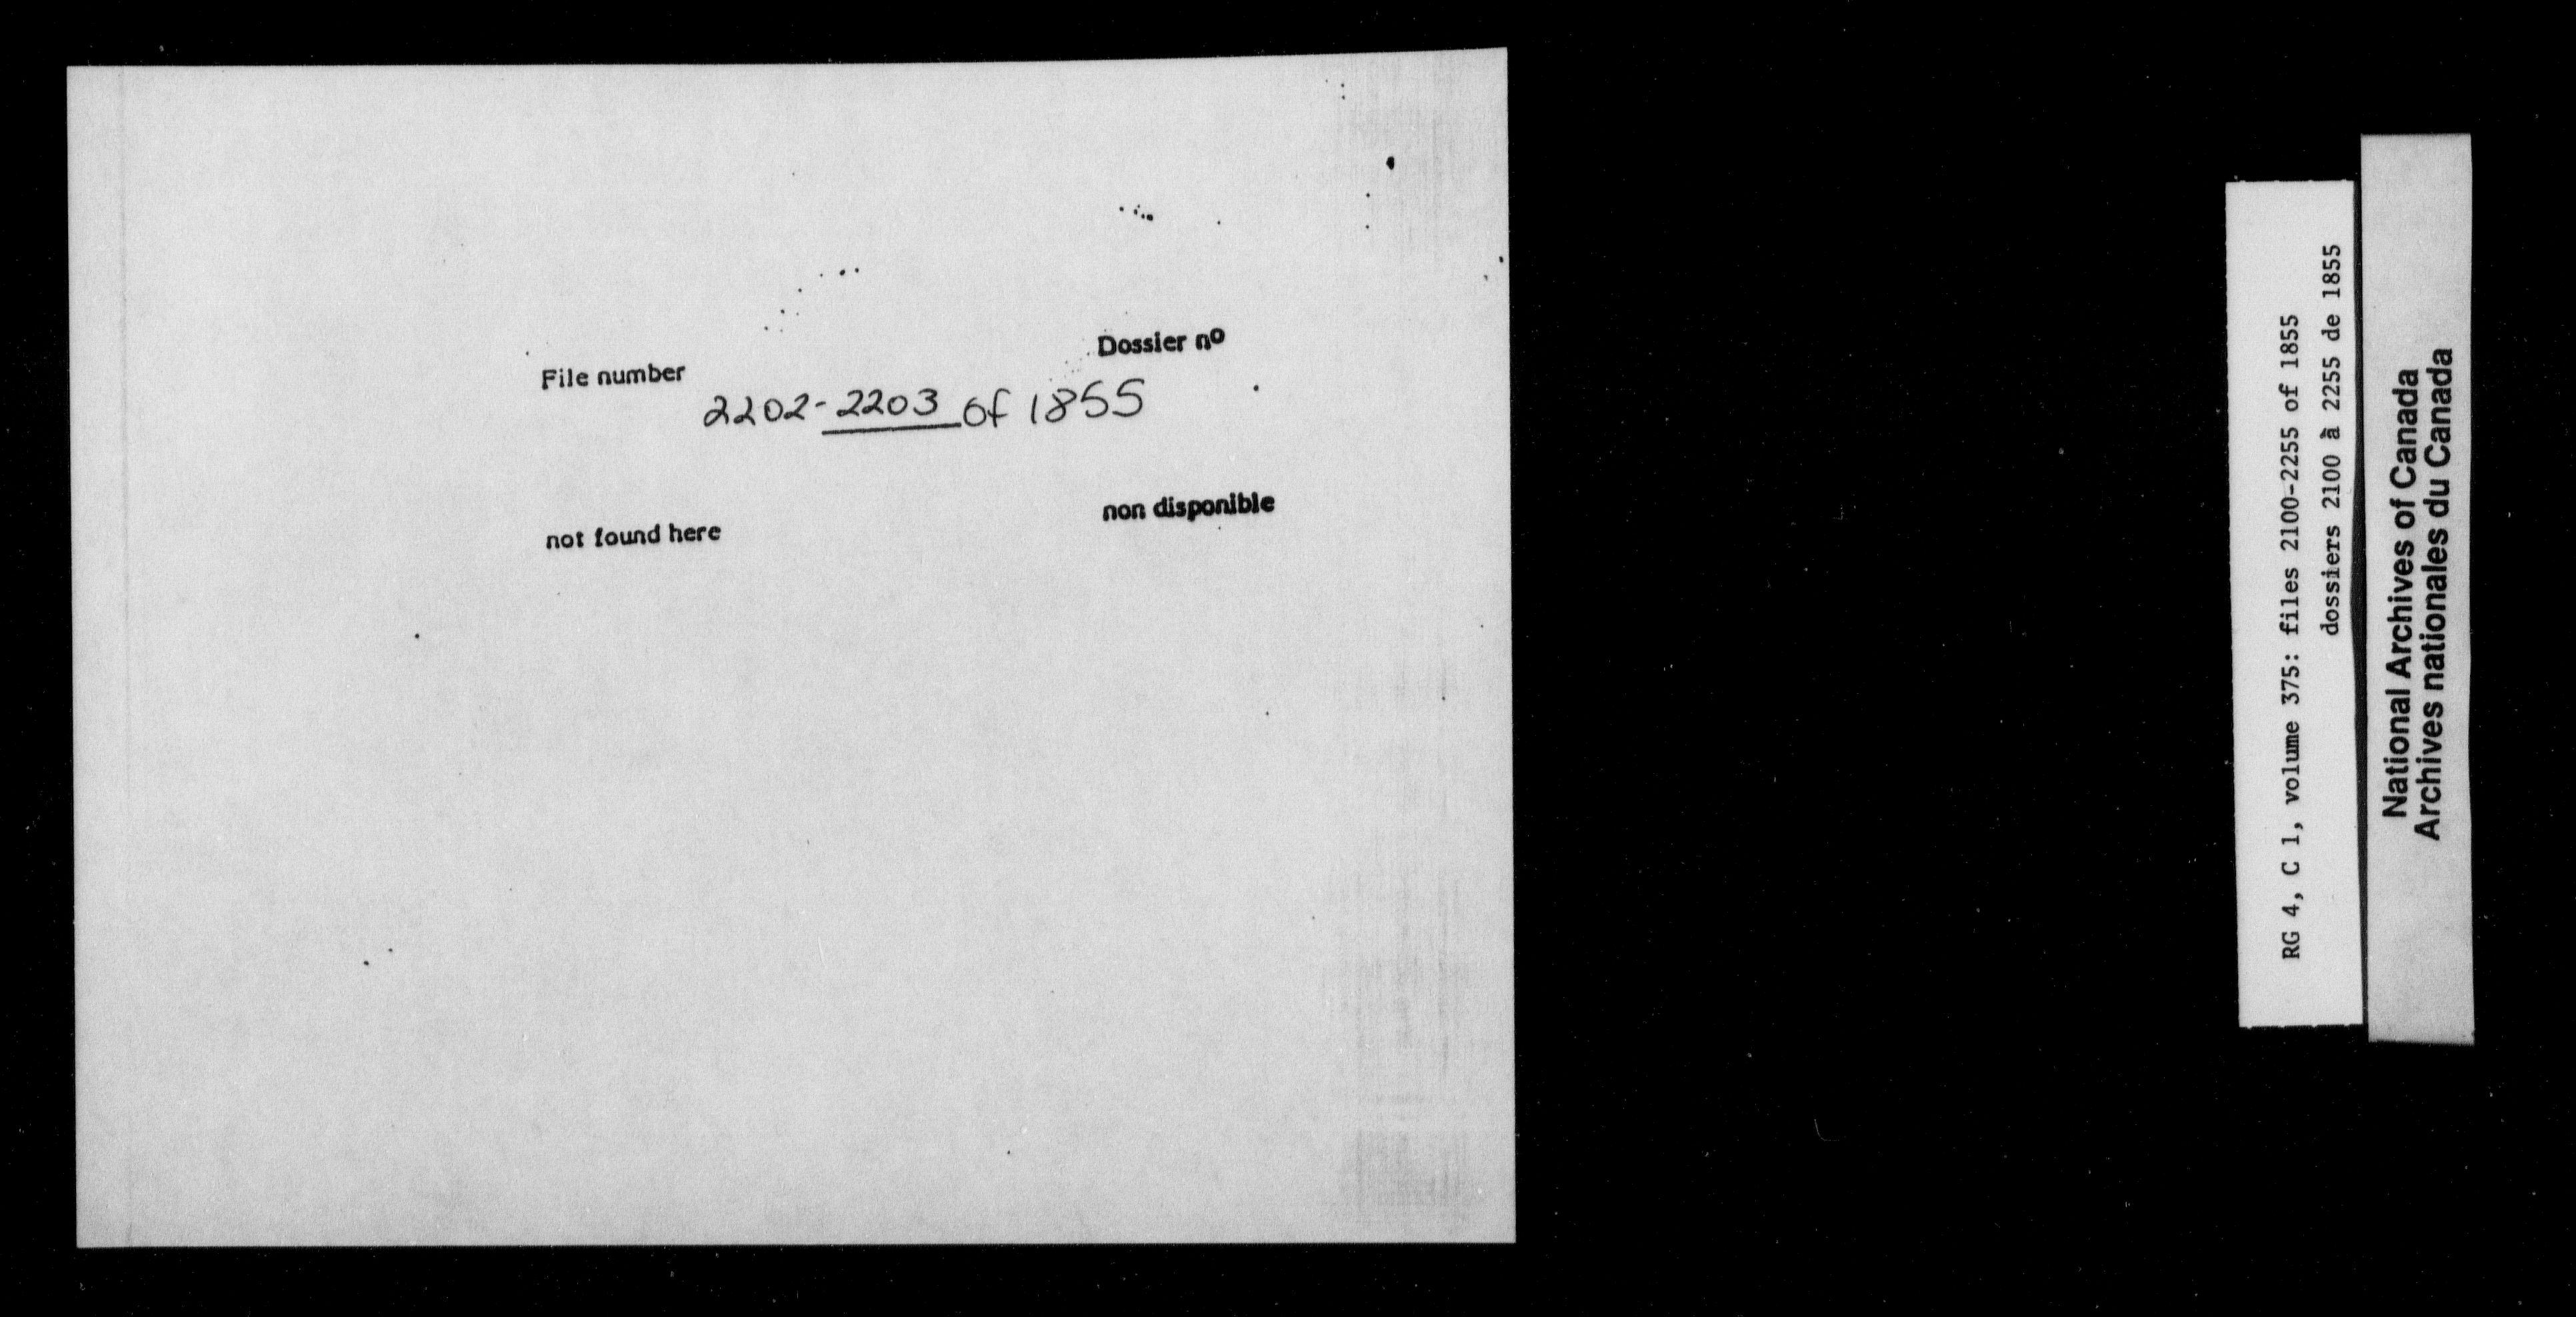 File number
Dossier nº
2202-2203 of 1855
not found here
non disponible
RG 4, C 1, volume 375: files 2100-2255 of 1855
dossiers 2100 à 2255 de 1855
National Archives of Canada
Archives nationales du Canada